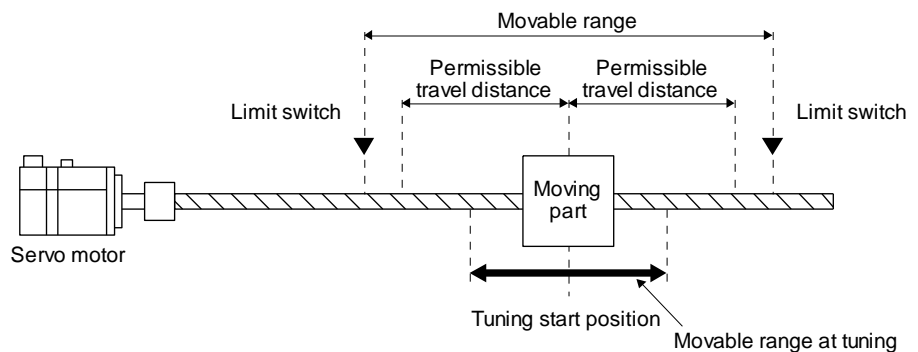 Movable range
Permissible
travel distance
Permissible
travel distance
Limit switch
Limit switch
Moving
part
Servo motor
Tuning start position
Movable range at tuning